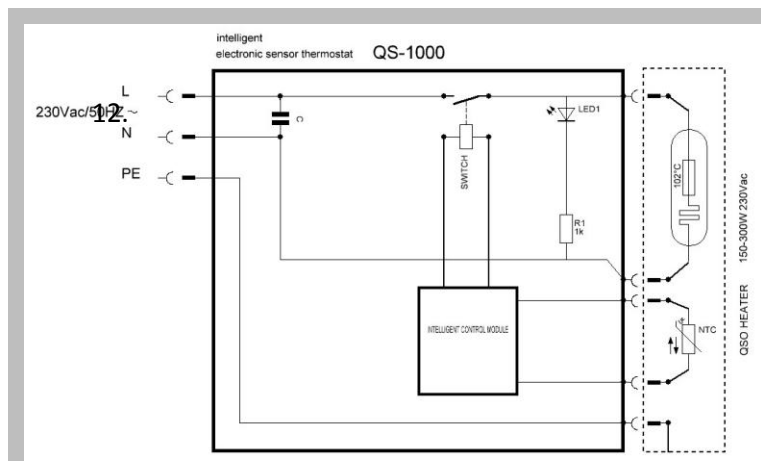 intelligent
electronic sensor thermostat QS-1000
L
230Vac/50HZ ~
12.
N
PE
C
SWITCH
LED1
R1
1k
INTELLIGENT CONTROL MODULE
102°C
NTC
150-300W 230Vac
QSO HEATER